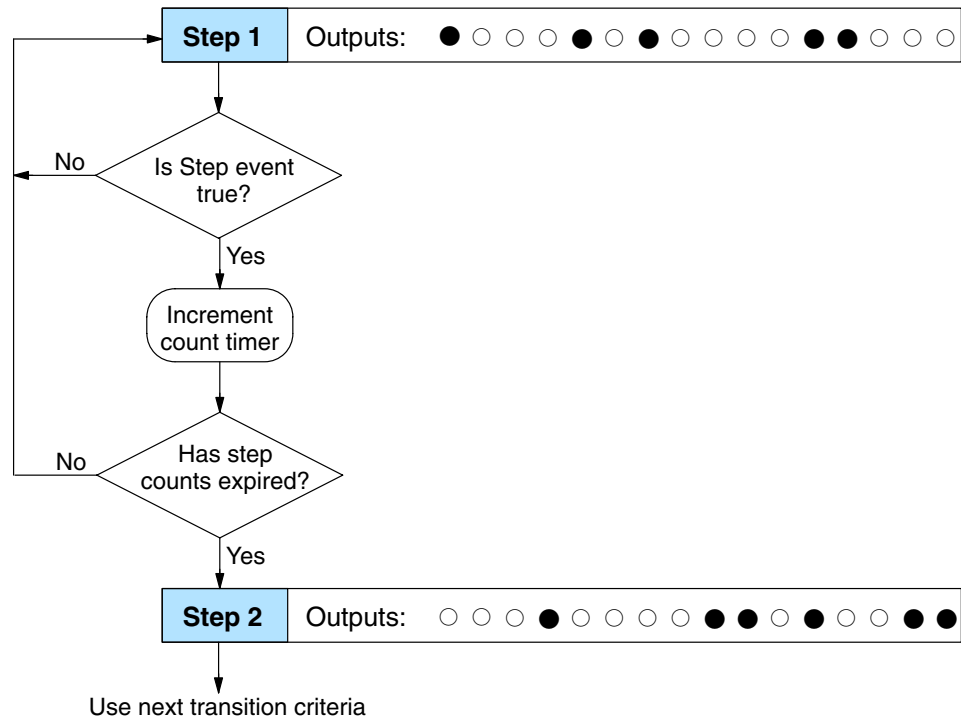 Step 1 Outputs:
No
Is Step event
true?
Yes
Increment
count timer
No
Has step
counts expired?
Yes
Step 2 Outputs:
Use next transition criteria